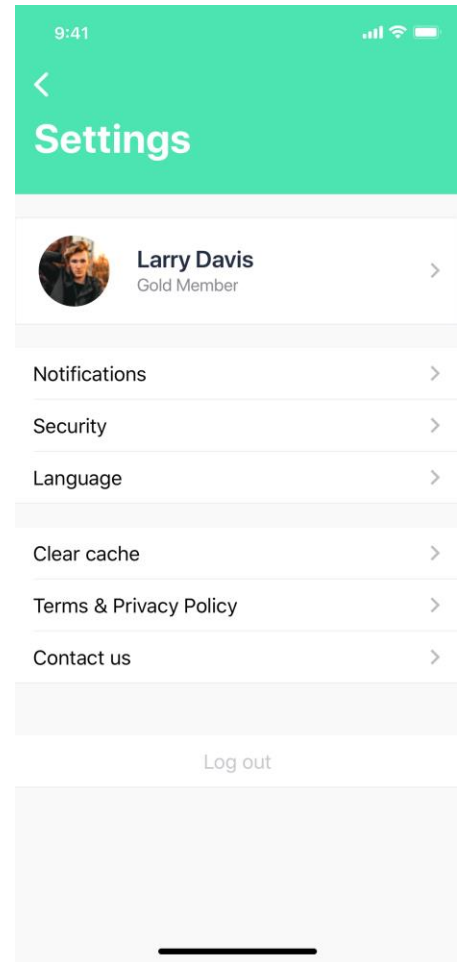 9:41
Settings
Larry Davis
Gold Member
Notifications
Security
Language
Clear cache
Terms & Privacy Policy
Contact us
Log out